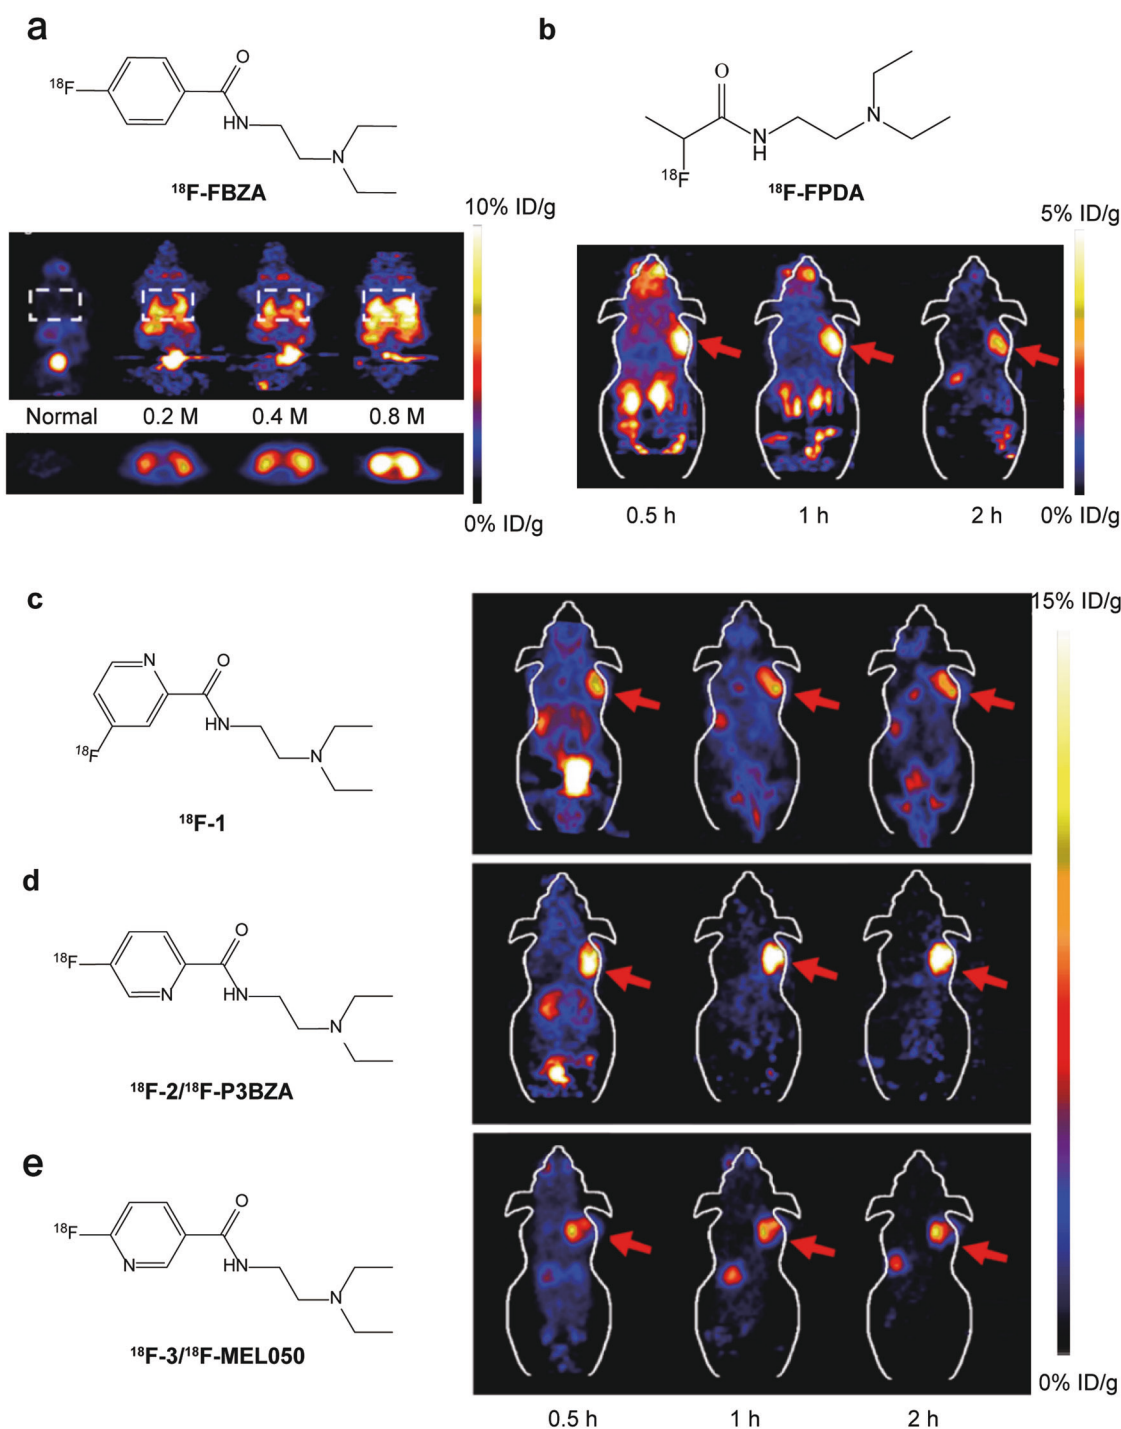 a
b
¹⁸F
O
HN
N
¹⁸F-FBZA
O
N
H
N
¹⁸F
¹⁸F-FPDA
10% ID/g
5% ID/g
Normal 0.2 M 0.4 M 0.8 M
0% ID/g
0.5 h 1 h 2 h 0% ID/g
c
15% ID/g
N
O
HN
¹⁸F
N
¹⁸F-1
d
¹⁸F
O
N
HN
N
¹⁸F-2/¹⁸F-P3BZA
e
¹⁸F
O
N
HN
N
¹⁸F-3/¹⁸F-MEL050
0% ID/g
0.5 h 1 h 2 h